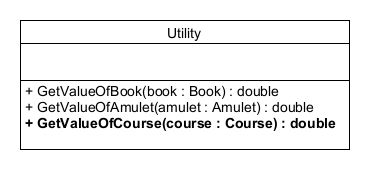 Utility
+ GetValueOfBook(book : Book) : double
+ GetValueOfAmulet(amulet : Amulet) : double
+ GetValueOfCourse(course : Course) : double